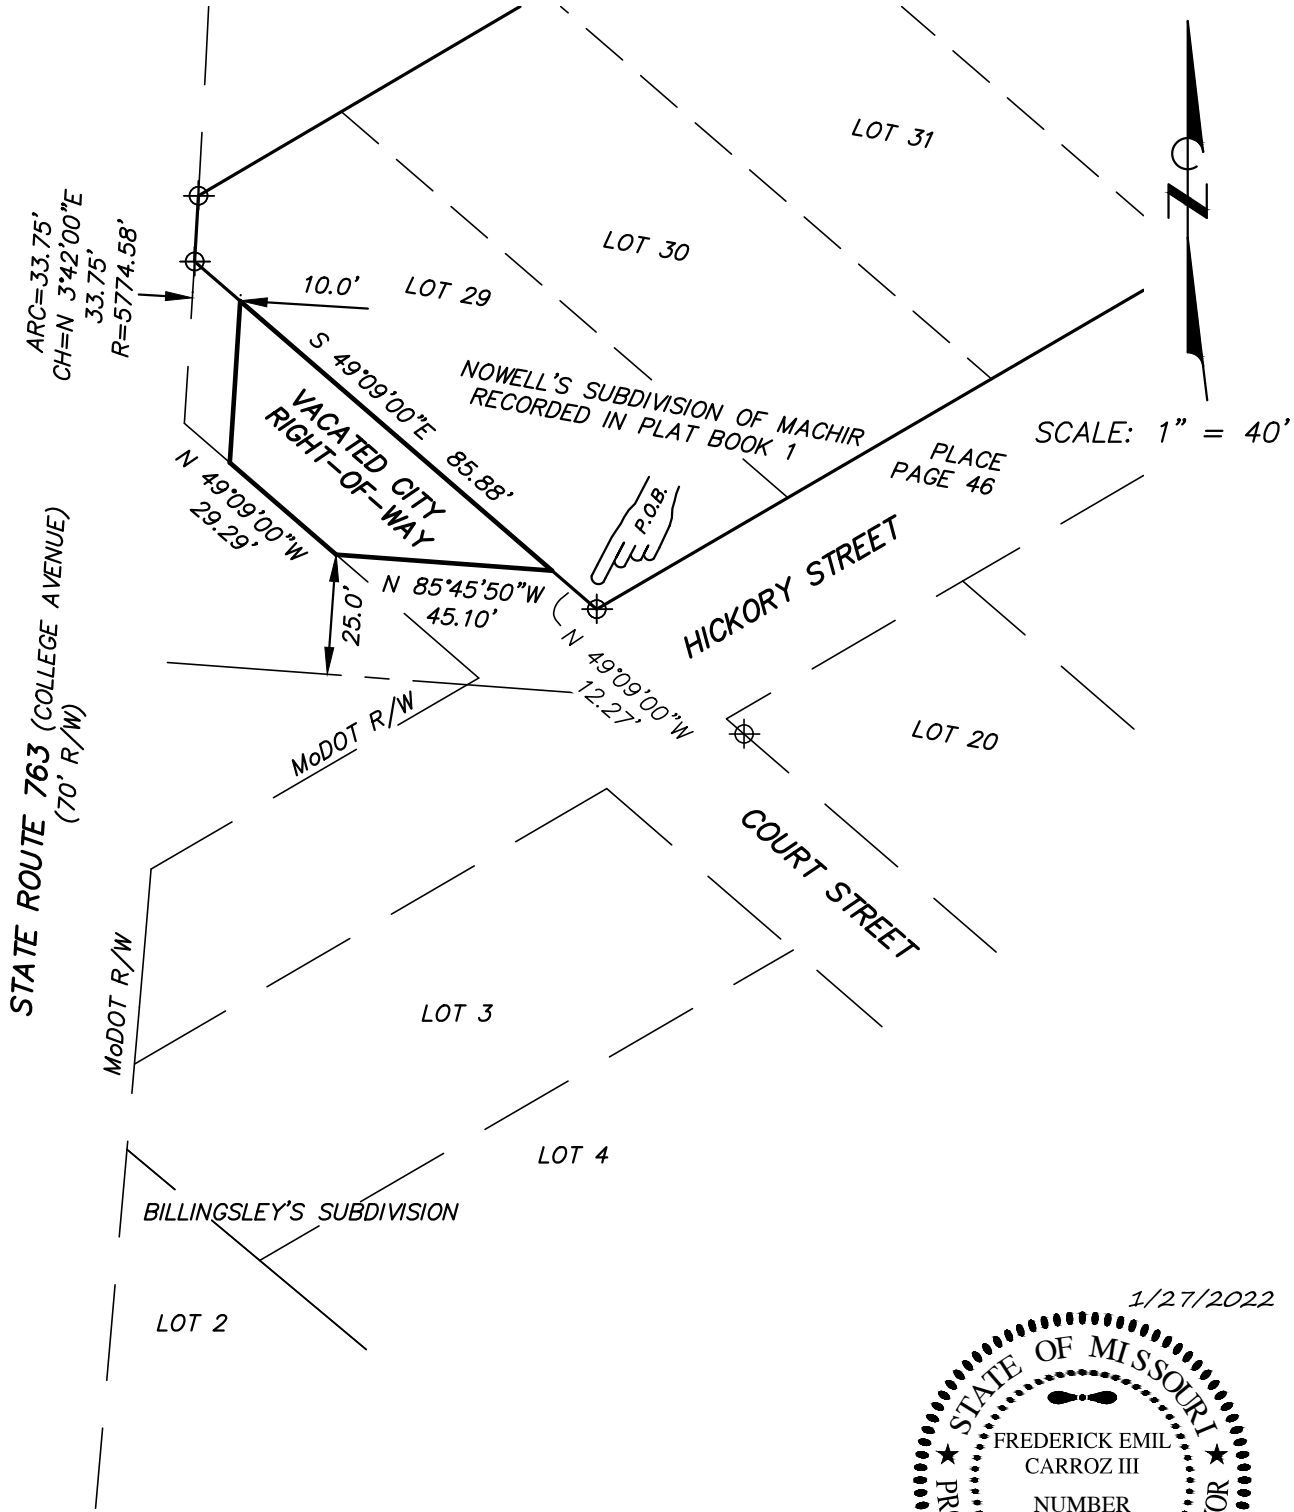 LOT 31
LOT 30
LOT 29
10.0'
ARC=33.75'
CH=N 3°42'00"E
33.75'
R=5774.58'
S 49°09'00"E 85.88'
NOWELL'S SUBDIVISION OF MACHIR PLACE
RECORDED IN PLAT BOOK 1 PAGE 46
SCALE: 1" = 40'
VACATED CITY
RIGHT-OF-WAY
P.O.B.
N 49°09'00"W
29.29'
N 85°45'50"W
45.10'
25.0'
HICKORY STREET
N 49°09'00"W
12.27'
STATE ROUTE 763 (COLLEGE AVENUE)
(70' R/W)
MoDOT R/W
LOT 20
COURT STREET
MoDOT R/W
LOT 3
LOT 4
BILLINGSLEY'S SUBDIVISION
LOT 2
1/27/2022
STATE OF MISSOURI
FREDERICK EMIL
CARROZ III
NUMBER